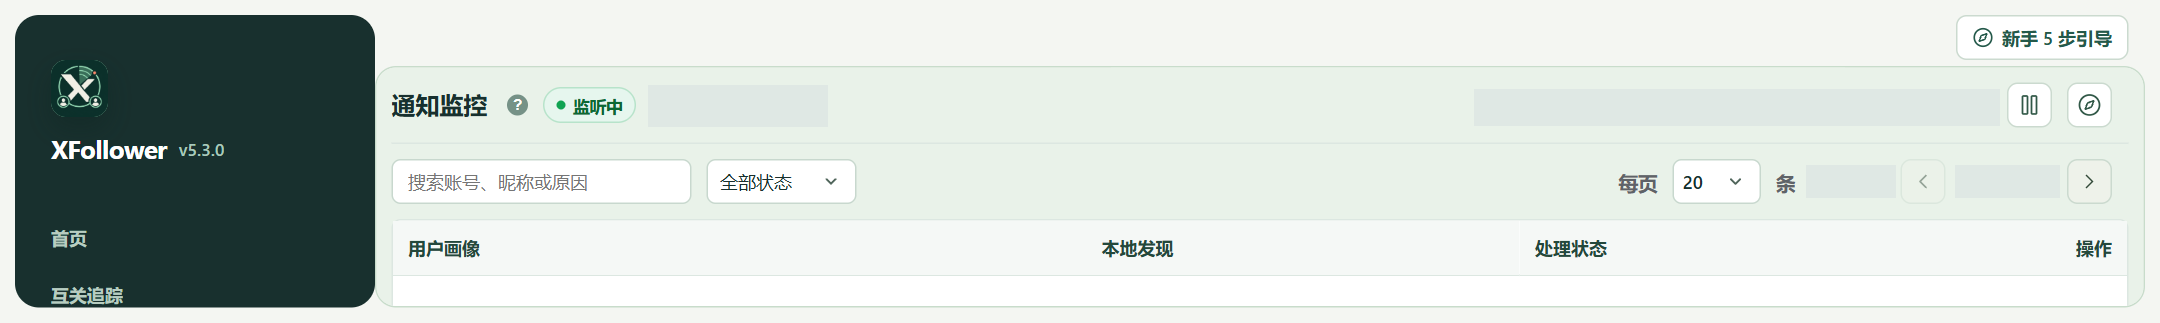 新手 5 步引导
XFollower v5.3.0
首页
互关追踪
通知监控 ? 监听中
搜索账号、昵称或原因 全部状态 每页 20 条
用户画像 本地发现 处理状态 操作